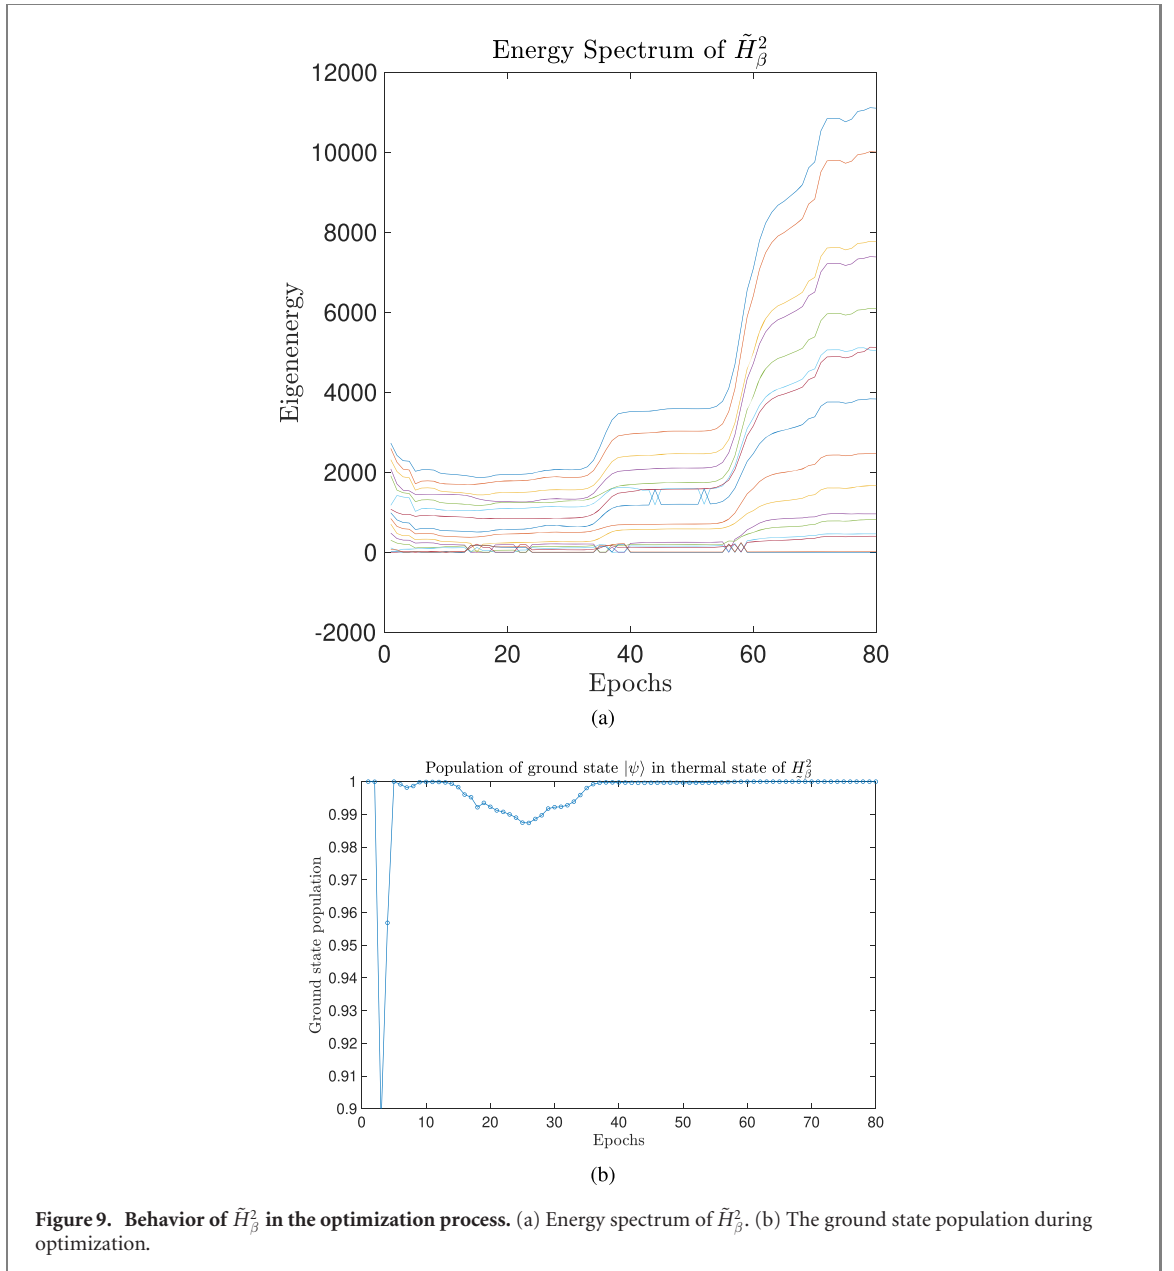 Energy Spectrum of H̃²_β
12000
10000
8000
6000
4000
2000
0
-2000
Eigenenergy
0 20 40 60 80
Epochs
(a)
Population of ground state |ψ⟩ in thermal state of H̃²_β
1
0.99
0.98
0.97
0.96
0.95
0.94
0.93
0.92
0.91
0.9
Ground state population
0 10 20 30 40 50 60 70 80
Epochs
(b)
Figure 9. Behavior of H̃²_β in the optimization process. (a) Energy spectrum of H̃²_β. (b) The ground state population during
optimization.